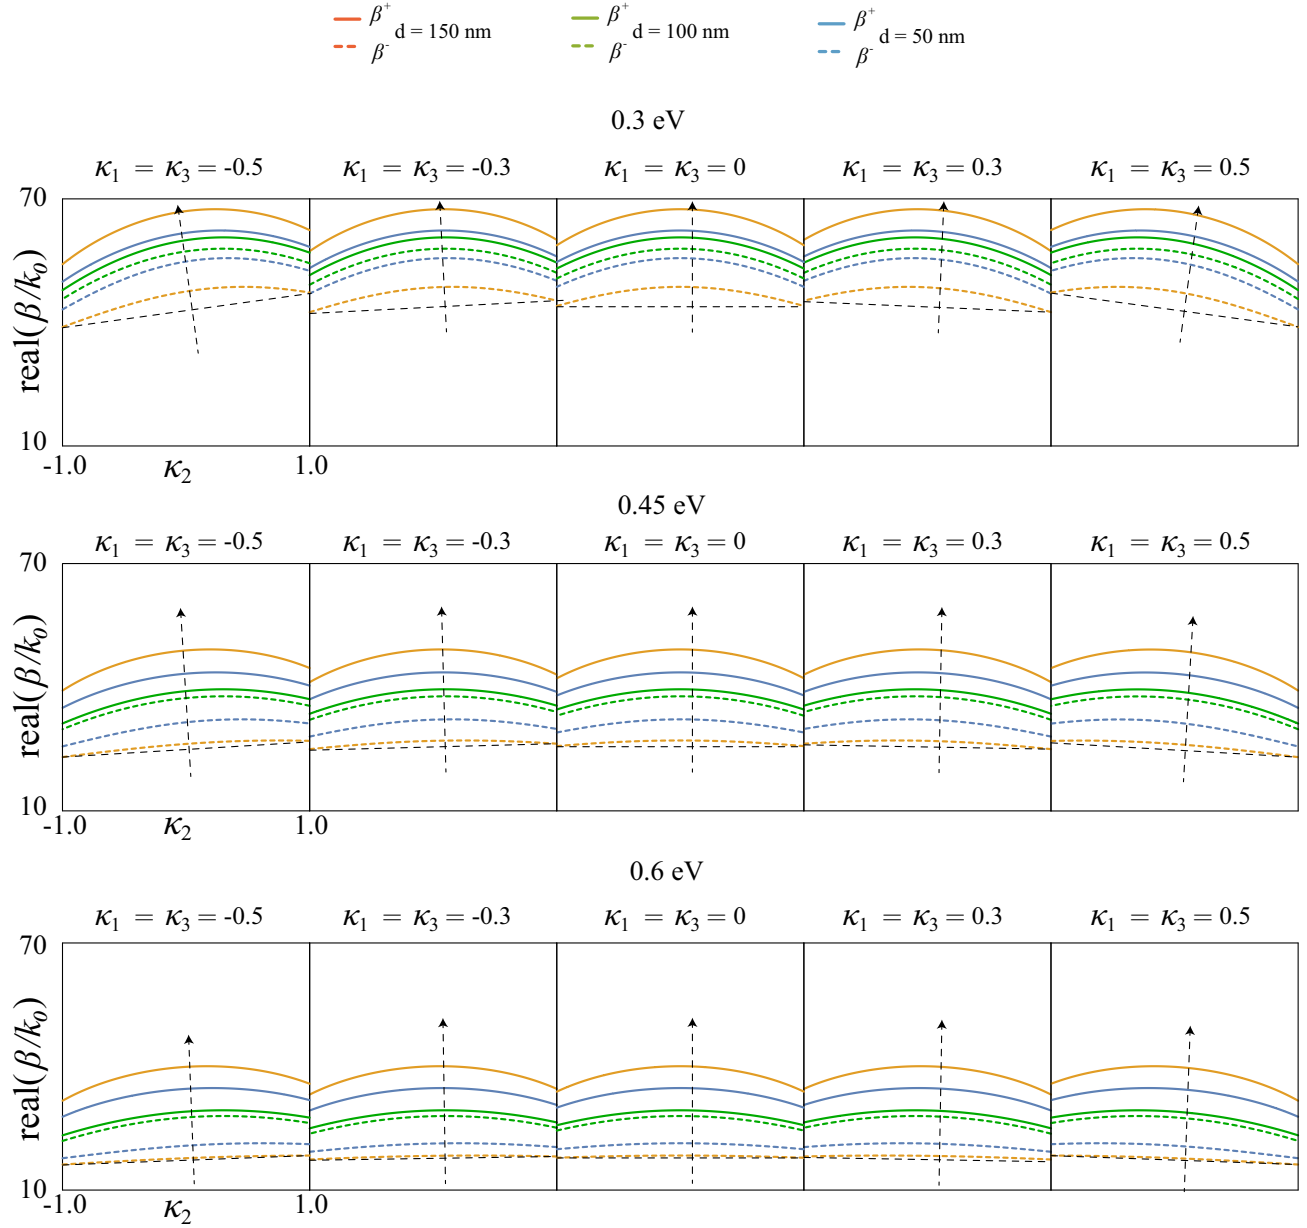 β⁺ d = 150 nm β⁻
β⁺ d = 100 nm β⁻
β⁺ d = 50 nm β⁻
0.3 eV
κ₁ = κ₃ = -0.5 κ₁ = κ₃ = -0.3 κ₁ = κ₃ = 0 κ₁ = κ₃ = 0.3 κ₁ = κ₃ = 0.5
70
real(β/k₀)
10
-1.0 κ₂ 1.0
0.45 eV
κ₁ = κ₃ = -0.5 κ₁ = κ₃ = -0.3 κ₁ = κ₃ = 0 κ₁ = κ₃ = 0.3 κ₁ = κ₃ = 0.5
70
real(β/k₀)
10
-1.0 κ₂ 1.0
0.6 eV
κ₁ = κ₃ = -0.5 κ₁ = κ₃ = -0.3 κ₁ = κ₃ = 0 κ₁ = κ₃ = 0.3 κ₁ = κ₃ = 0.5
70
real(β/k₀)
10
-1.0 κ₂ 1.0